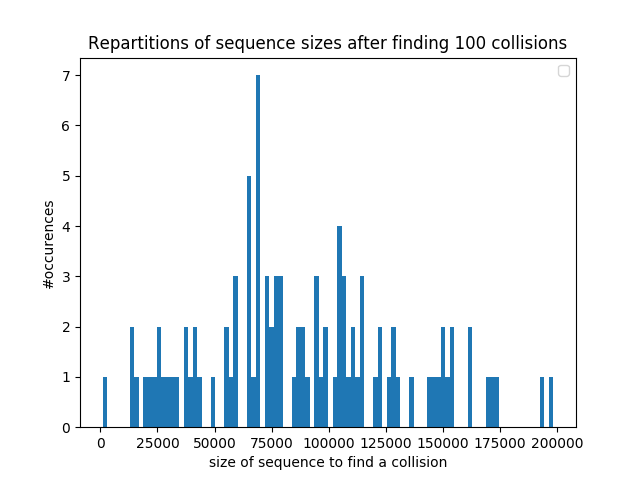 Repartitions of sequence sizes after finding 100 collisions
7
6
5
4
3
2
1
0
#occurences
0 25000 50000 75000 100000 125000 150000 175000 200000
size of sequence to find a collision